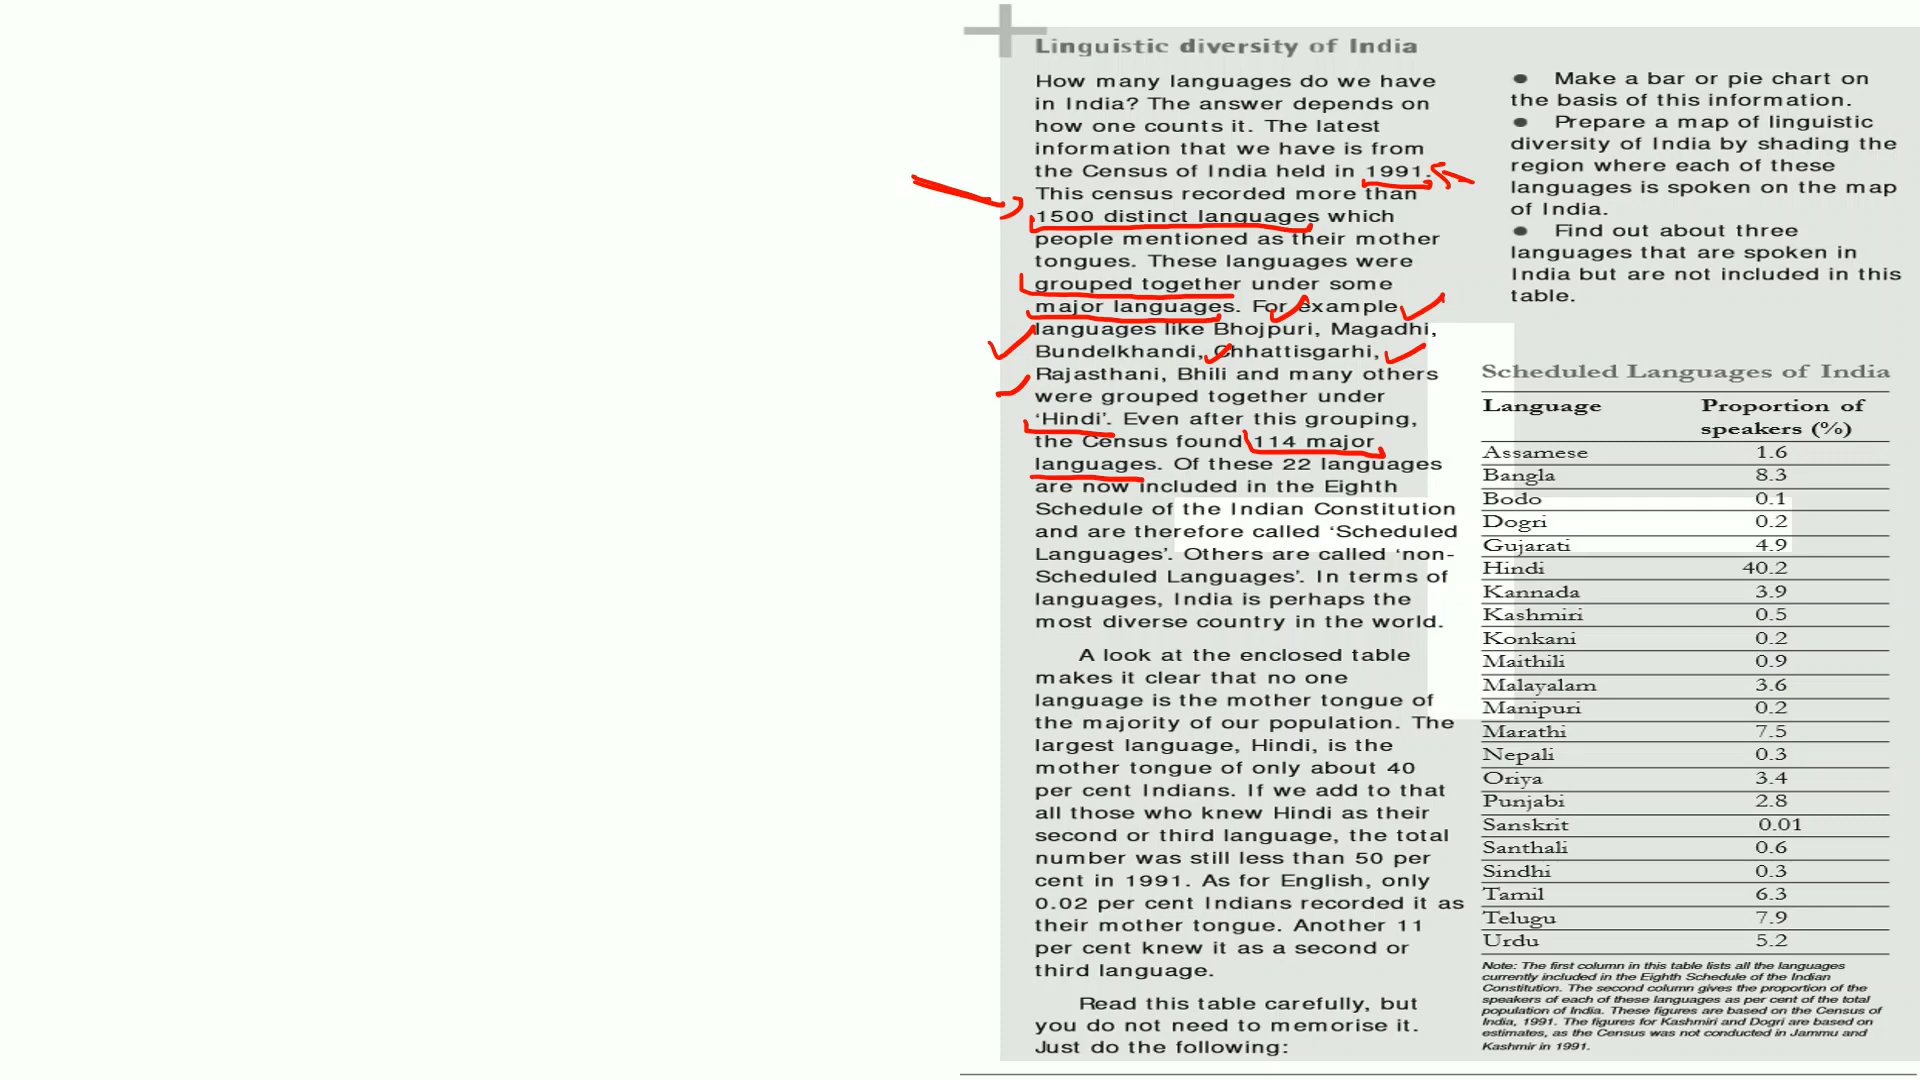 Linguistic diversity of India
How many languages do we have
in India? The answer depends on
how one counts it. The latest
information that we have is from
the Census of India held in 1991.
This census recorded more than
1500 distinct languages which
people mentioned as their mother
tongues. These languages were
grouped together under some
major languages. For example
languages like Bhojpuri, Magadhi,
Bundelkhandi, Chhattisgarhi,
Rajasthani, Bhili and many others
were grouped together under
‘Hindi’. Even after this grouping,
the Census found 114 major
languages. Of these 22 languages
are now included in the Eighth
Schedule of the Indian Constitution
and are therefore called ‘Scheduled
Languages’. Others are called ‘non-
Scheduled Languages’. In terms of
languages, India is perhaps the
most diverse country in the world.
A look at the enclosed table
makes it clear that no one
language is the mother tongue of
the majority of our population. The
largest language, Hindi, is the
mother tongue of only about 40
per cent Indians. If we add to that
all those who knew Hindi as their
second or third language, the total
number was still less than 50 per
cent in 1991. As for English, only
0.02 per cent Indians recorded it as
their mother tongue. Another 11
per cent knew it as a second or
third language.
Read this table carefully, but
you do not need to memorise it.
Just do the following:
● Make a bar or pie chart on
the basis of this information.
● Prepare a map of linguistic
diversity of India by shading the
region where each of these
languages is spoken on the map
of India.
● Find out about three
languages that are spoken in
India but are not included in this
table.
Scheduled Languages of India
Language Proportion of
speakers (%)
Assamese 1.6
Bangla 8.3
Bodo 0.1
Dogri 0.2
Gujarati 4.9
Hindi 40.2
Kannada 3.9
Kashmiri 0.5
Konkani 0.2
Maithili 0.9
Malayalam 3.6
Manipuri 0.2
Marathi 7.5
Nepali 0.3
Oriya 3.4
Punjabi 2.8
Sanskrit 0.01
Santhali 0.6
Sindhi 0.3
Tamil 6.3
Telugu 7.9
Urdu 5.2
Note: The first column in this table lists all the languages
currently included in the Eighth Schedule of the Indian
Constitution. The second column gives the proportion of the
speakers of each of these languages as per cent of the total
population of India. These figures are based on the Census of
India, 1991. The figures for Kashmiri and Dogri are based on
estimates, as the Census was not conducted in Jammu and
Kashmir in 1991.